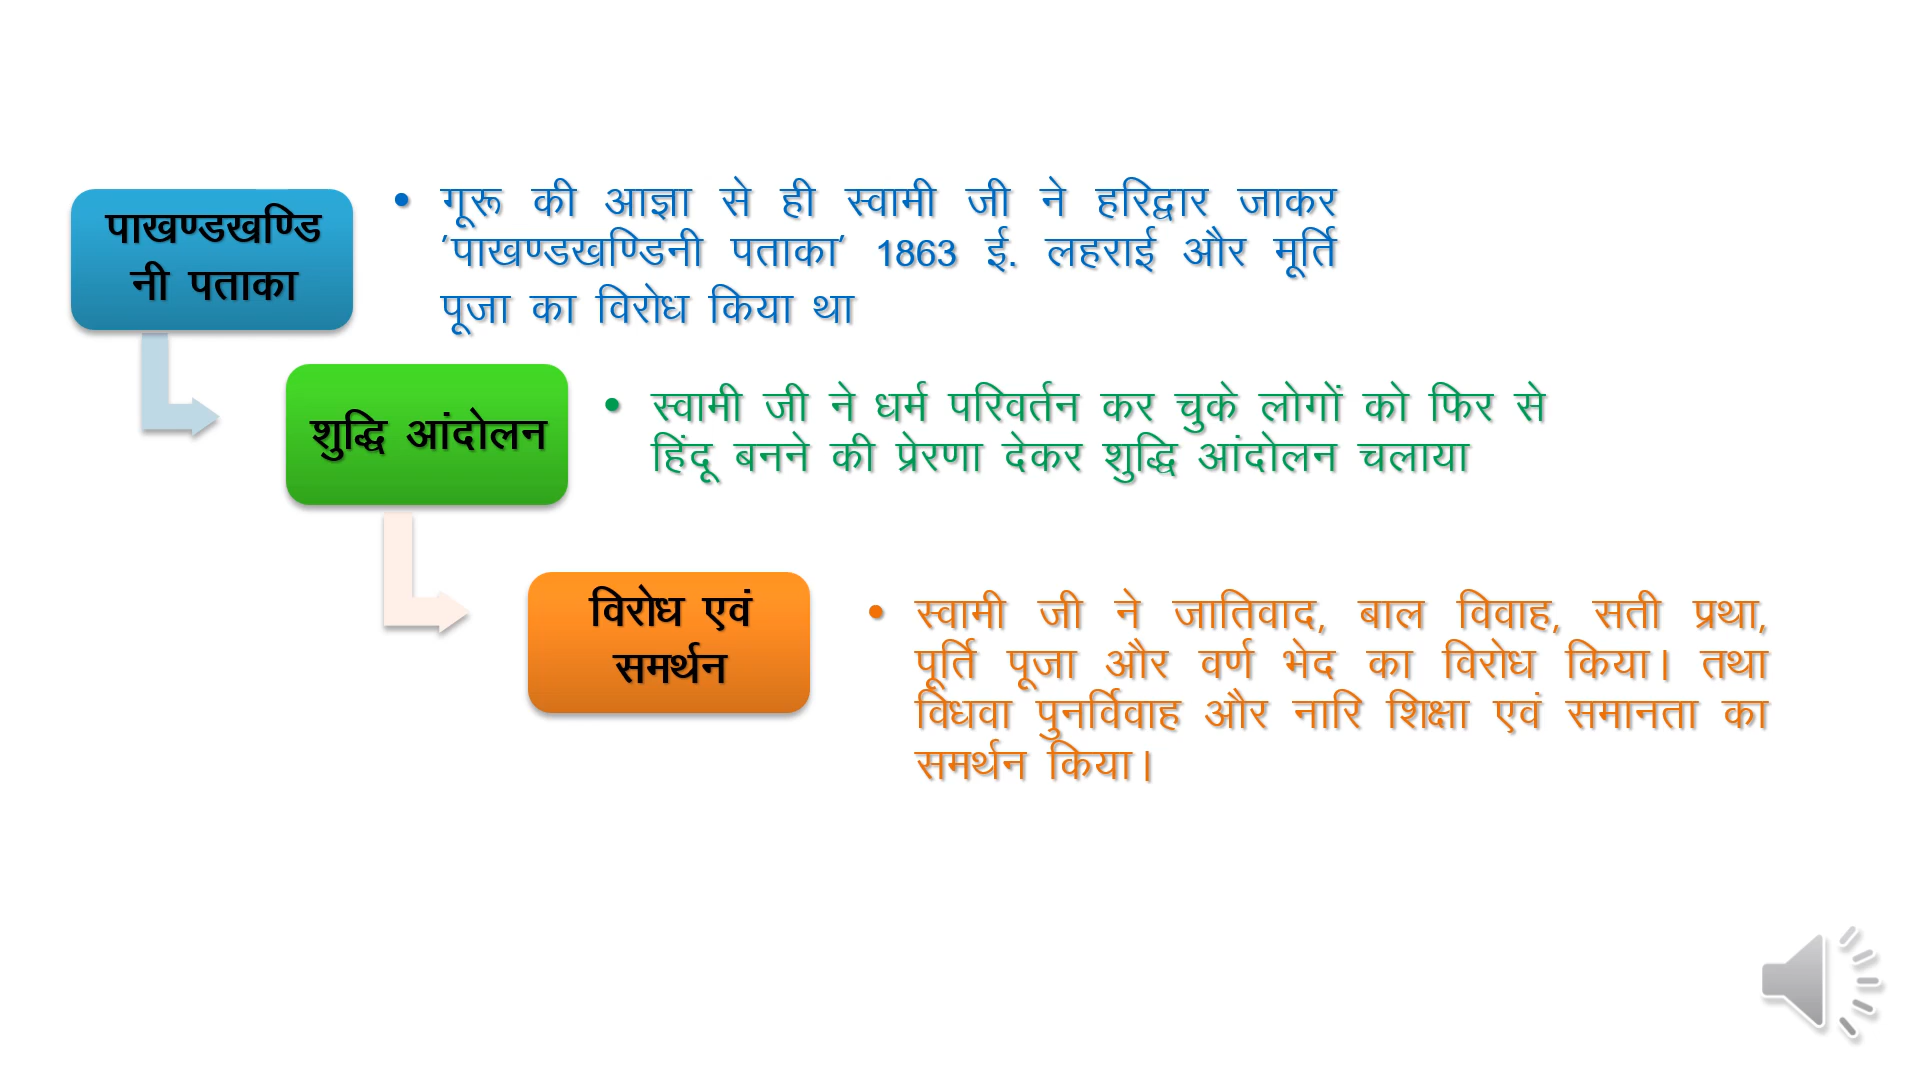 पाखण्डखण्डि
नी पताका
• गूरू की आज्ञा से ही स्वामी जी ने हरिद्वार जाकर
'पाखण्डखण्डिनी पताका' 1863 ई. लहराई और मूर्ति
पूजा का विरोध किया था
शुद्धि आंदोलन
• स्वामी जी ने धर्म परिवर्तन कर चुके लोगों को फिर से
हिंदू बनने की प्रेरणा देकर शुद्धि आंदोलन चलाया
विरोध एवं
समर्थन
• स्वामी जी ने जातिवाद, बाल विवाह, सती प्रथा,
पूर्ति पूजा और वर्ण भेद का विरोध किया। तथा
विधवा पुनर्विवाह और नारि शिक्षा एवं समानता का
समर्थन किया।